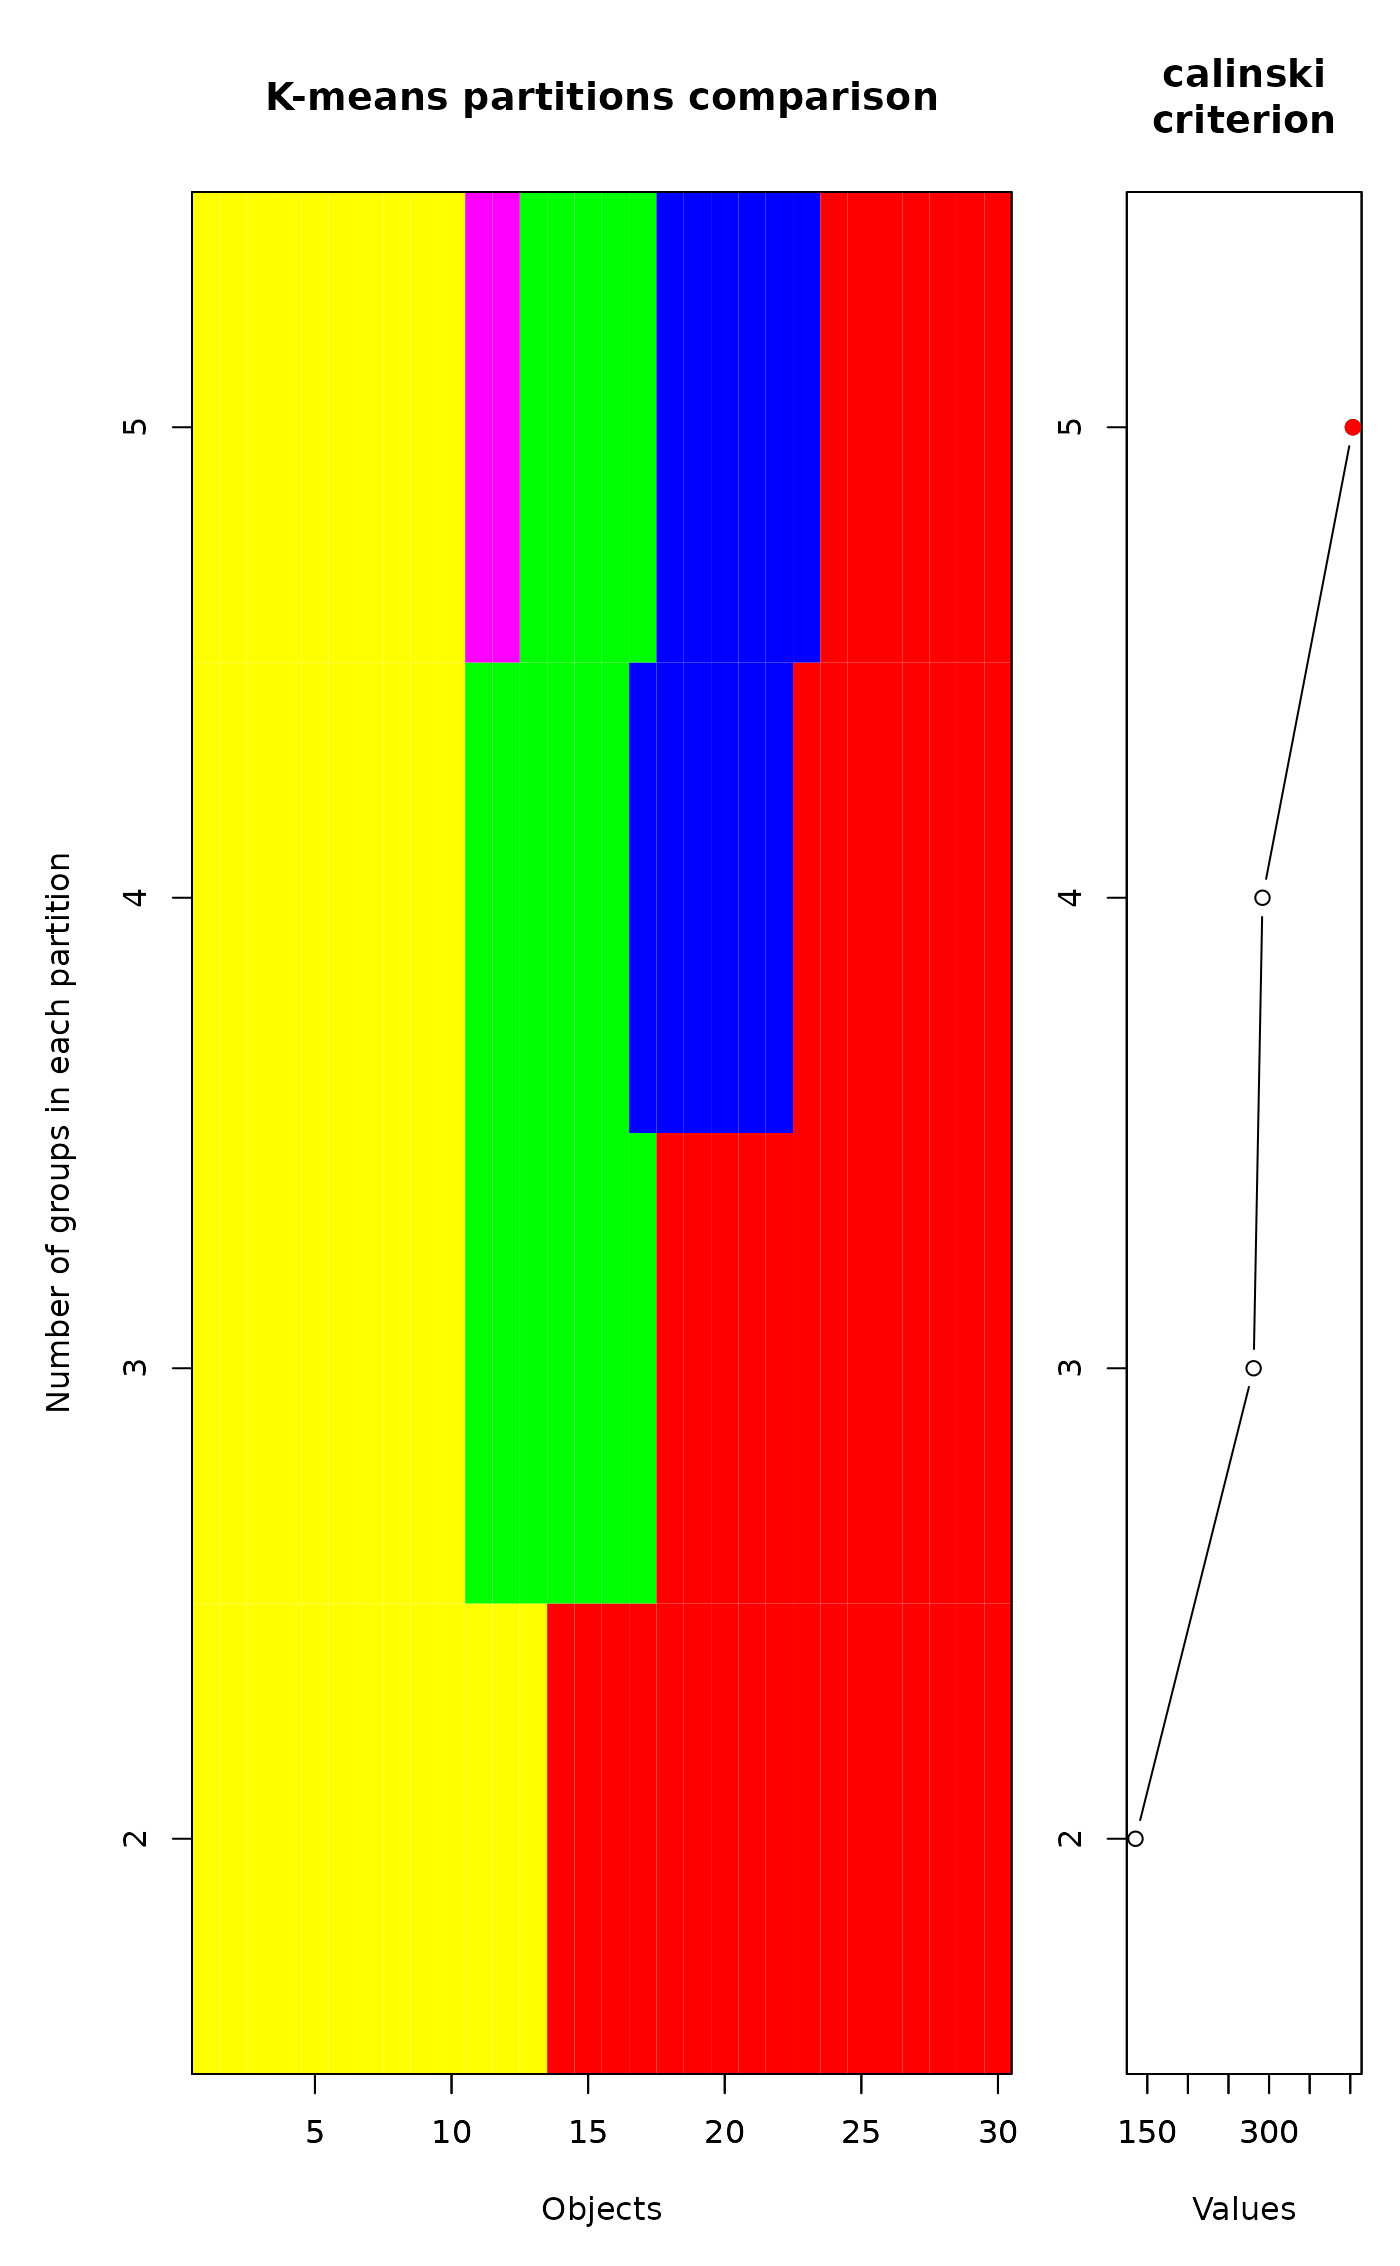 K-means partitions comparison
calinski
criterion
Number of groups in each partition
5
4
3
2
5 10 15 20 25 30
Objects
5
4
3
2
150 300
Values